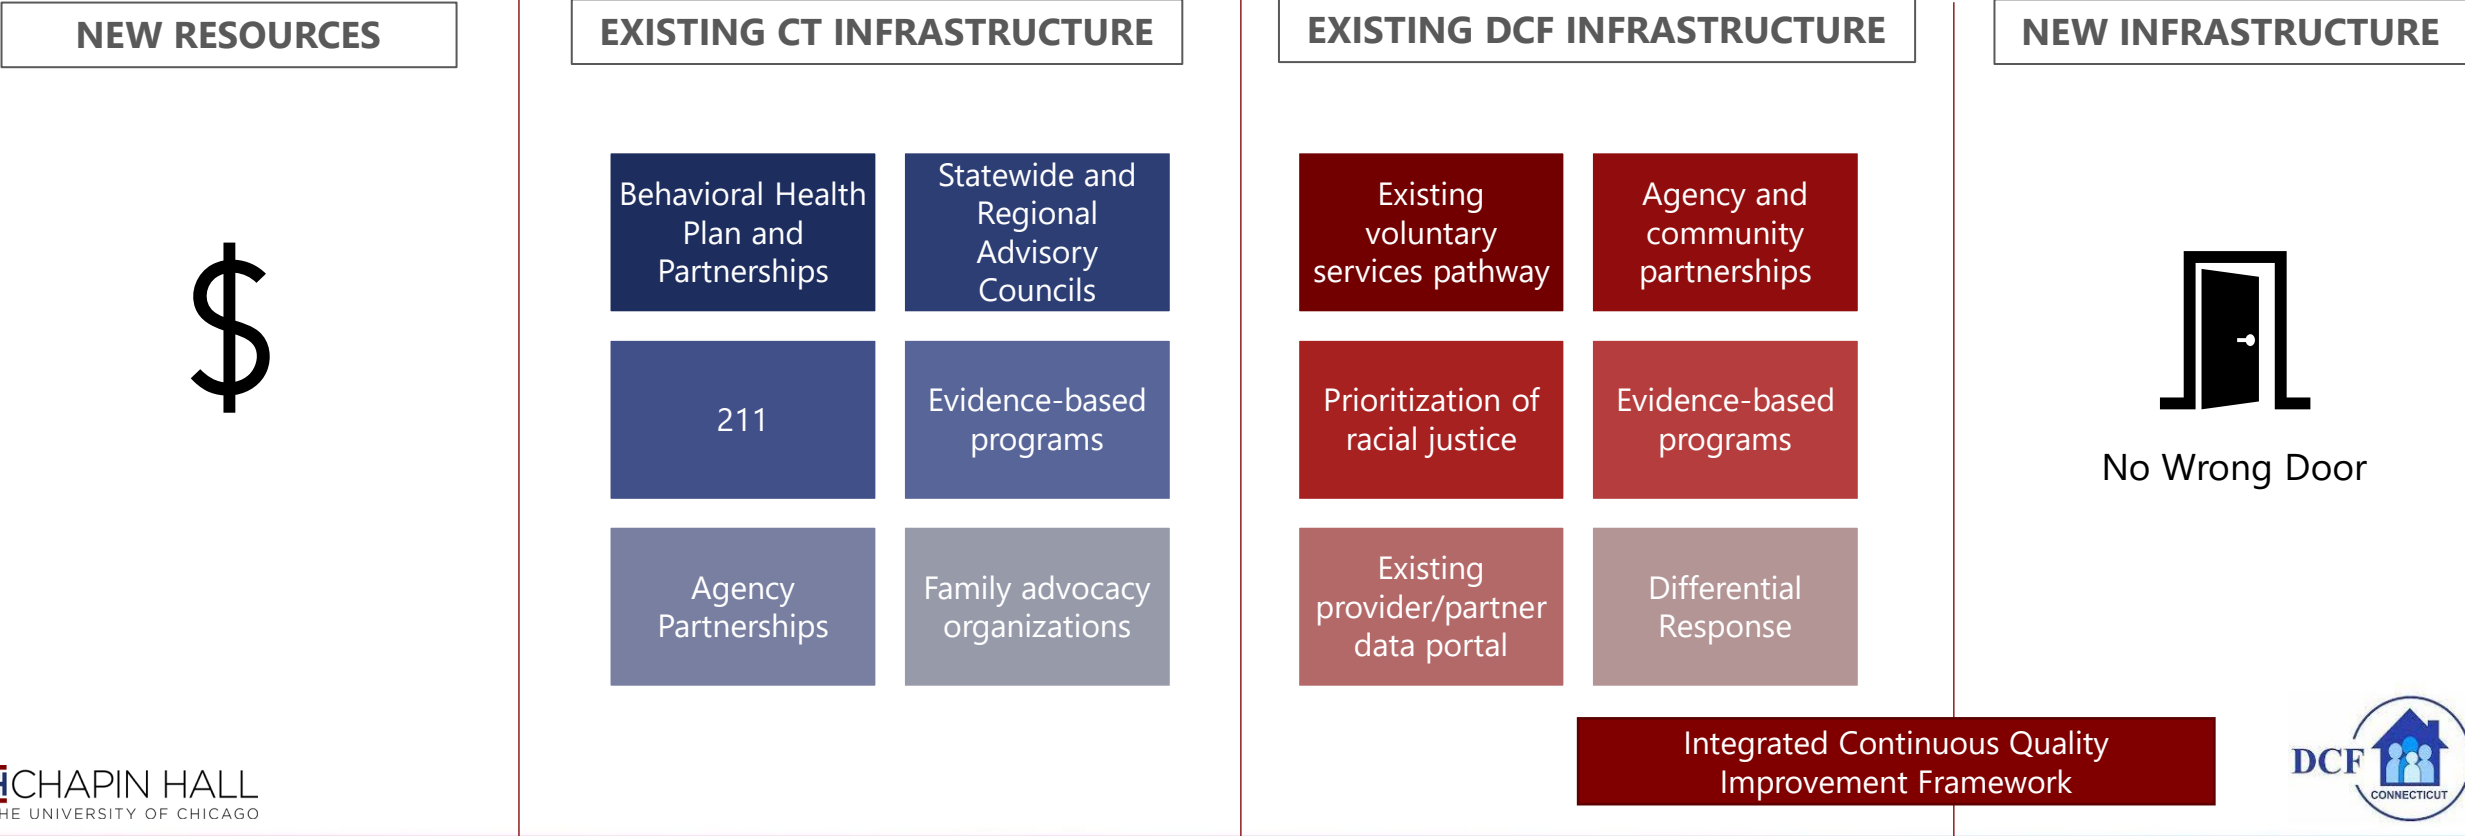 NEW RESOURCES
EXISTING CT INFRASTRUCTURE
EXISTING DCF INFRASTRUCTURE
NEW INFRASTRUCTURE
$
Behavioral Health
Plan and
Partnerships
Statewide and
Regional
Advisory
Councils
211
Evidence-based
programs
Agency
Partnerships
Family advocacy
organizations
Existing
voluntary
services pathway
Agency and
community
partnerships
Prioritization of
racial justice
Evidence-based
programs
Existing
provider/partner
data portal
Differential
Response
No Wrong Door
Integrated Continuous Quality
Improvement Framework
CHAPIN HALL
HE UNIVERSITY OF CHICAGO
DCF
CONNECTICUT